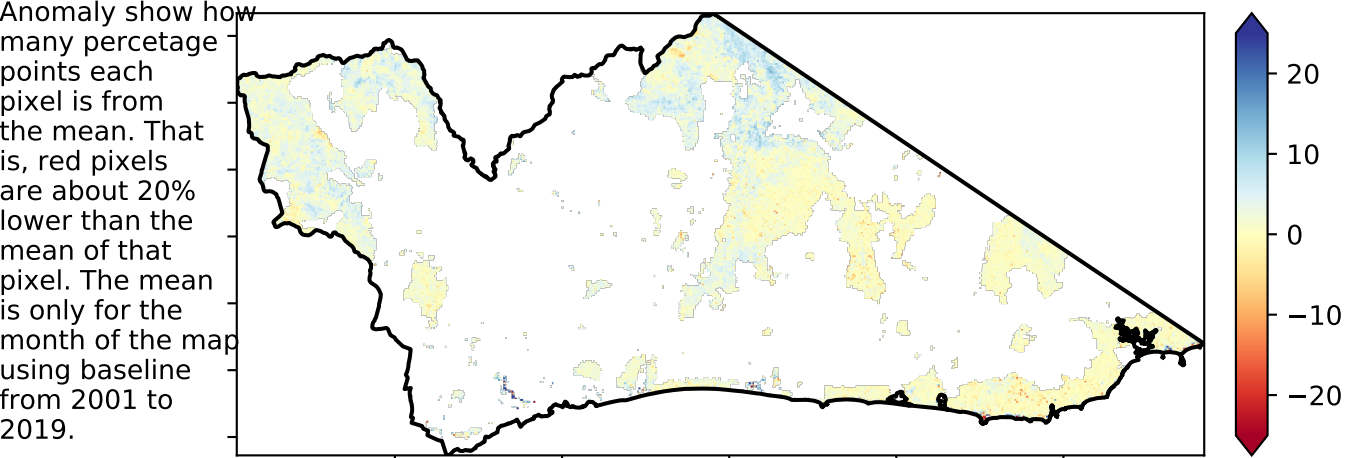 Anomaly show how
many percetage
points each
pixel is from
the mean. That
is, red pixels
are about 20%
lower than the
mean of that
pixel. The mean
is only for the
month of the map
using baseline
from 2001 to
2019.
20
10
0
−10
−20